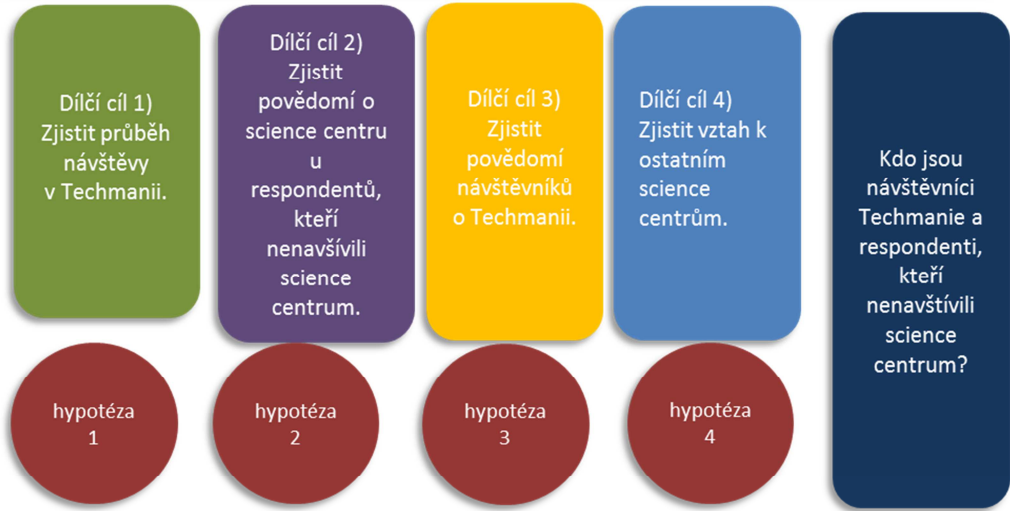 Dílčí cíl 1)
Zjistit průběh
návštěvy
v Techmanii.
Dílčí cíl 2)
Zjistit
povědomí o
science centru
u
respondentů,
kteří
nenavšívili
science
centrum.
Dílčí cíl 3)
Zjistit
povědomí
návštěvníků
o Techmanii.
Dílčí cíl 4)
Zjistit vztah k
ostatním
science
centrům.
Kdo jsou
návštěvníci
Techmanie a
respondenti,
kteří
nenavštívili
science
centrum?
hypotéza
1
hypotéza
2
hypotéza
3
hypotéza
4